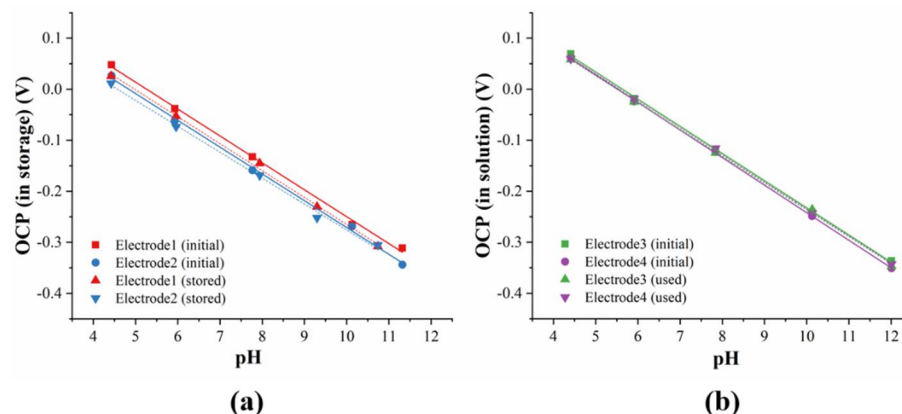 OCP (in storage) (V)
0.1
0.0
-0.1
-0.2
-0.3
-0.4
Electrode1 (initial)
Electrode2 (initial)
Electrode1 (stored)
Electrode2 (stored)
4 5 6 7 8 9 10 11 12
pH
(a)
OCP (in solution) (V)
0.1
0.0
-0.1
-0.2
-0.3
-0.4
Electrode3 (initial)
Electrode4 (initial)
Electrode3 (used)
Electrode4 (used)
4 5 6 7 8 9 10 11 12
pH
(b)